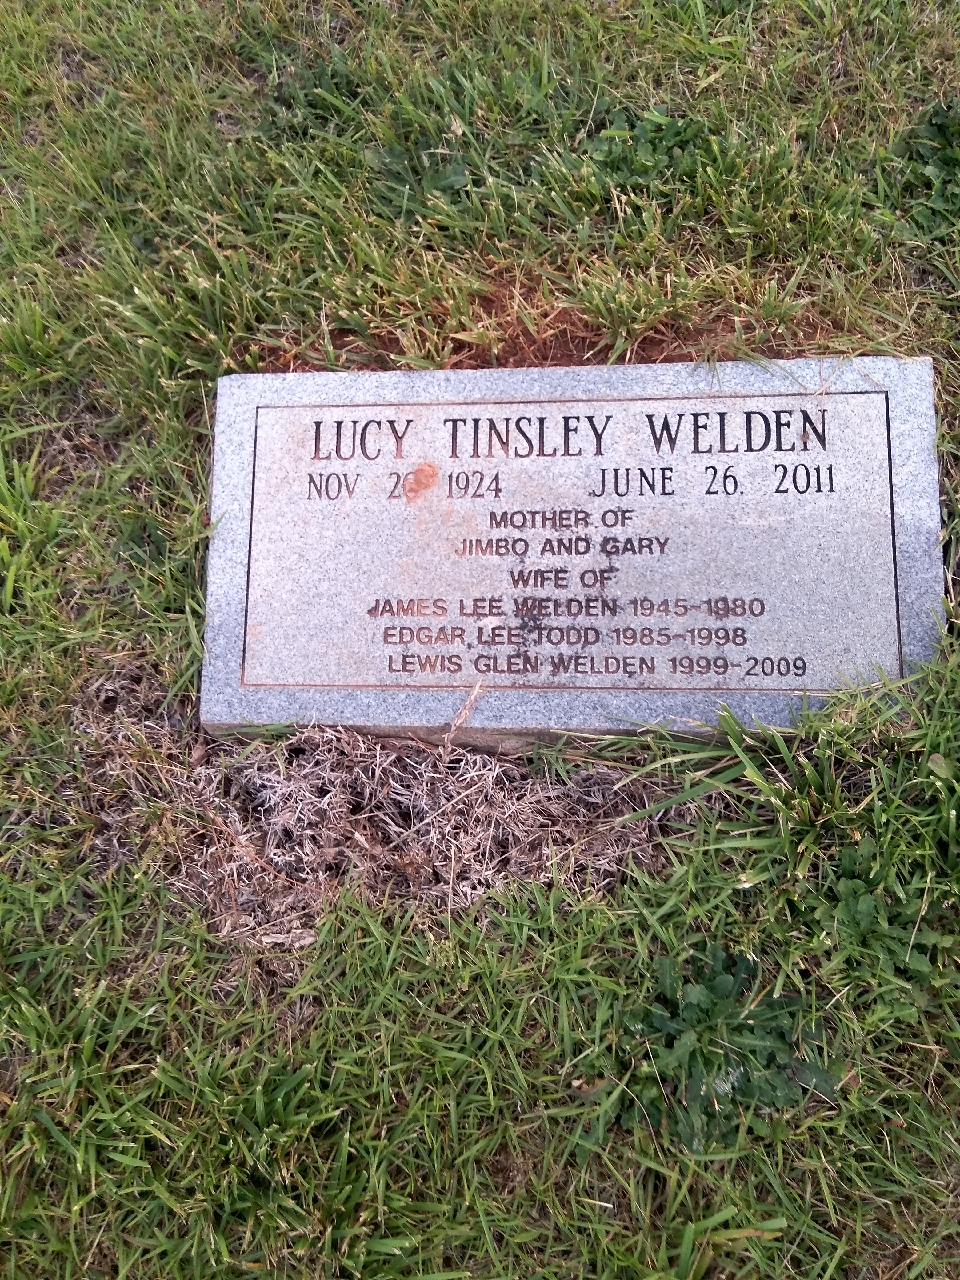 LUCY TINSLEY WELDEN
NOV 1924 JUNE 26, 2011
MOTHER OF
JIMBO AND GARY
WIFE OF
JAMES LEE WELDEN 1945-1980
EDGAR LEE TODD 1985-1998
LEWIS GLEN WELDEN 1999-2009